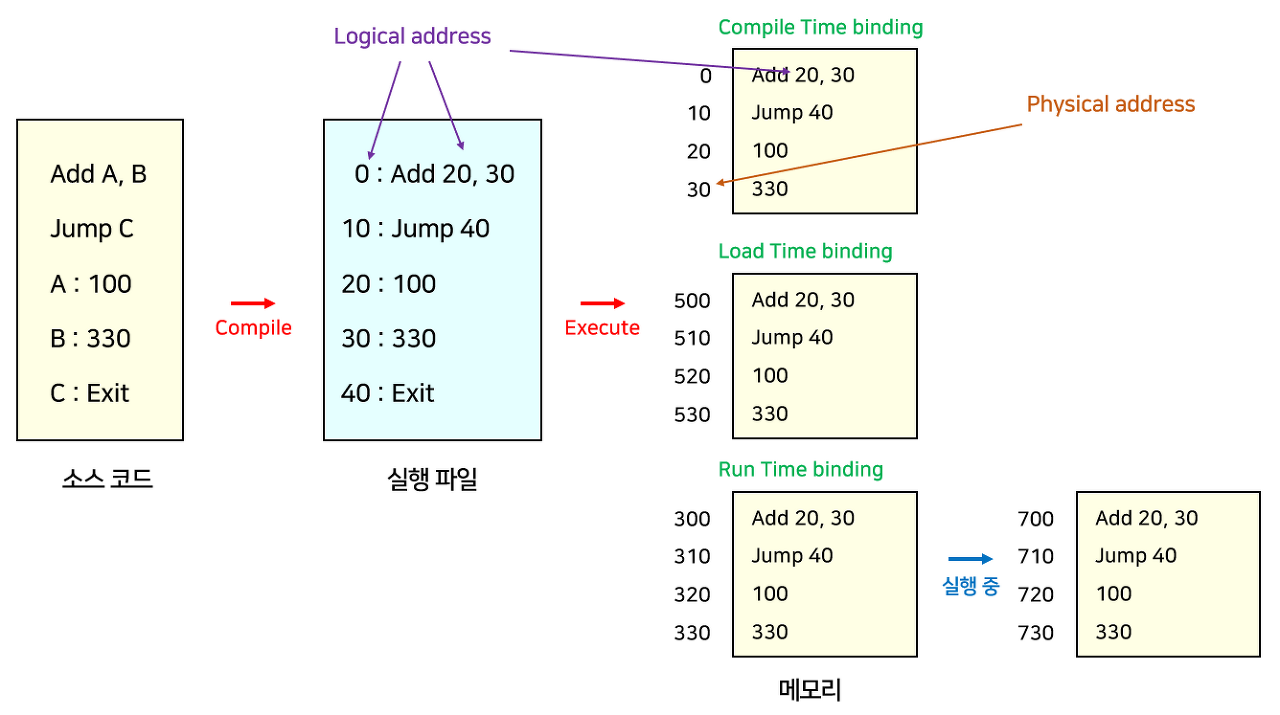 Logical address
Add A, B
Jump C
A : 100
B : 330
C : Exit
소스 코드
Compile
0 : Add 20, 30
10 : Jump 40
20 : 100
30 : 330
40 : Exit
실행 파일
Execute
Compile Time binding
0 Add 20, 30
10 Jump 40
20 100
30 330
Physical address
Load Time binding
500 Add 20, 30
510 Jump 40
520 100
530 330
Run Time binding
300 Add 20, 30
310 Jump 40
320 100
330 330
실행 중
700 Add 20, 30
710 Jump 40
720 100
730 330
메모리